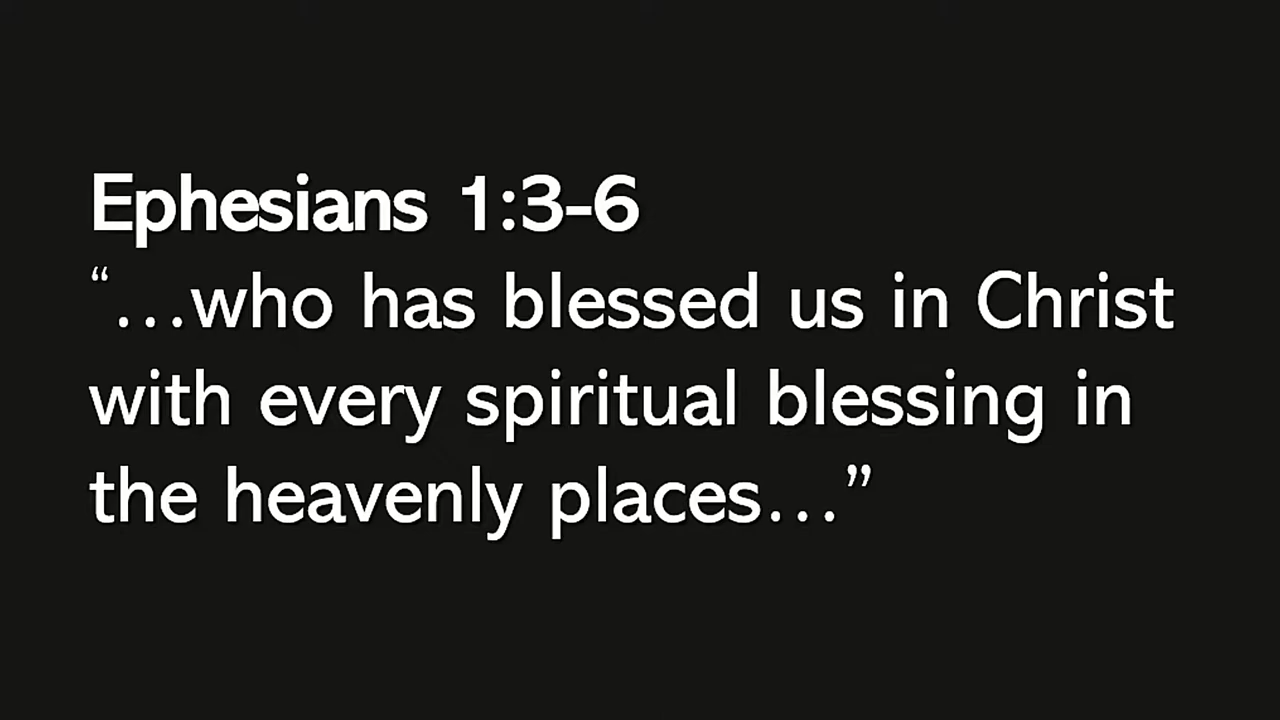 Ephesians 1:3-6
“…who has blessed us in Christ
with every spiritual blessing in
the heavenly places…”